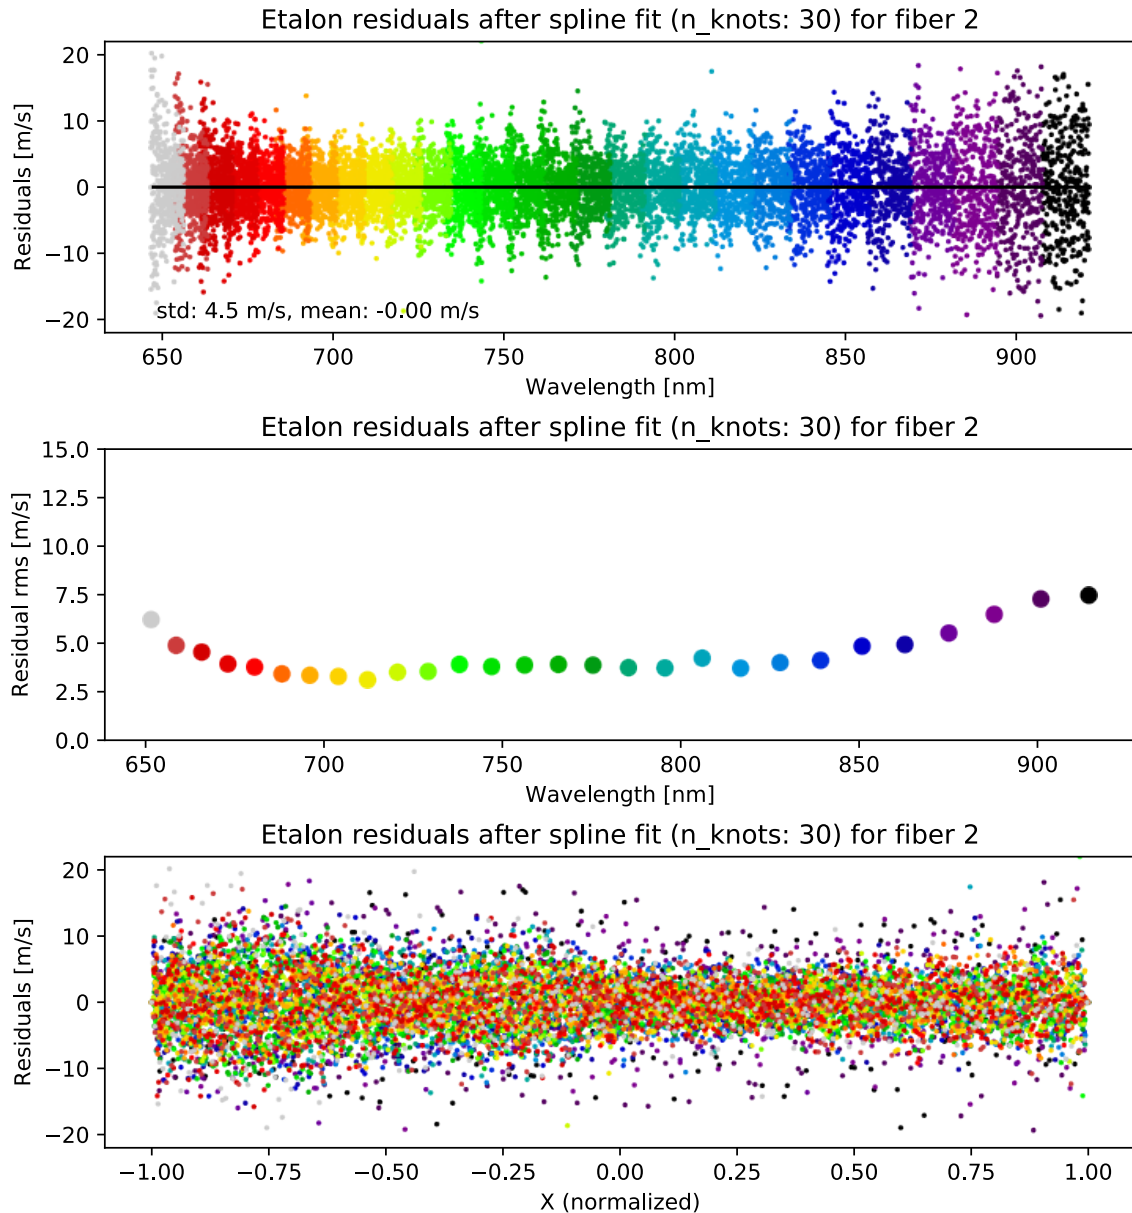 Etalon residuals after spline fit (n_knots: 30) for fiber 2
20
10
0
−10
−20
Residuals [m/s]
std: 4.5 m/s, mean: -0.00 m/s
650 700 750 800 850 900
Wavelength [nm]
Etalon residuals after spline fit (n_knots: 30) for fiber 2
15.0
12.5
10.0
7.5
5.0
2.5
0.0
Residual rms [m/s]
650 700 750 800 850 900
Wavelength [nm]
Etalon residuals after spline fit (n_knots: 30) for fiber 2
20
10
0
−10
−20
Residuals [m/s]
−1.00 −0.75 −0.50 −0.25 0.00 0.25 0.50 0.75 1.00
X (normalized)